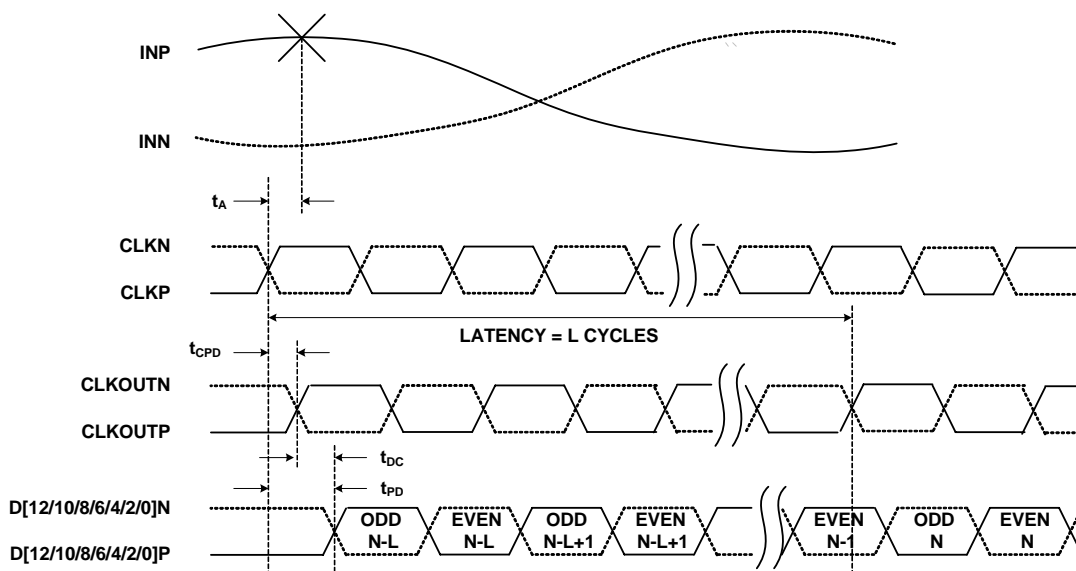 INP
INN
tA
CLKN
CLKP
LATENCY = L CYCLES
tCPD
CLKOUTN
CLKOUTP
tDC
tPD
D[12/10/8/6/4/2/0]N
D[12/10/8/6/4/2/0]P
ODD
N-L
EVEN
N-L
ODD
N-L+1
EVEN
N-L+1
EVEN
N-1
ODD
N
EVEN
N